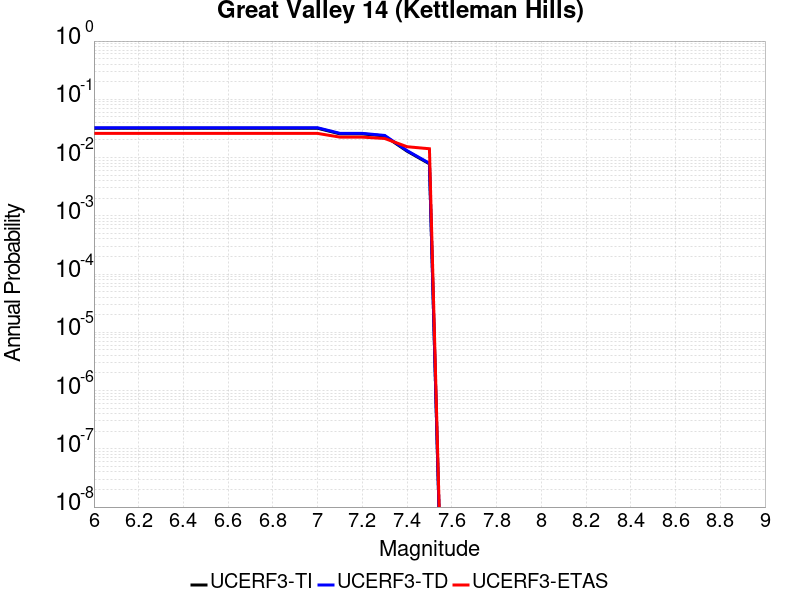 Great Valley 14 (Kettleman Hills)
10^0
10^-1
10^-2
10^-3
10^-4
10^-5
10^-6
10^-7
10^-8
Annual Probability
6 6.2 6.4 6.6 6.8 7 7.2 7.4 7.6 7.8 8 8.2 8.4 8.6 8.8 9
Magnitude
UCERF3-TI UCERF3-TD UCERF3-ETAS